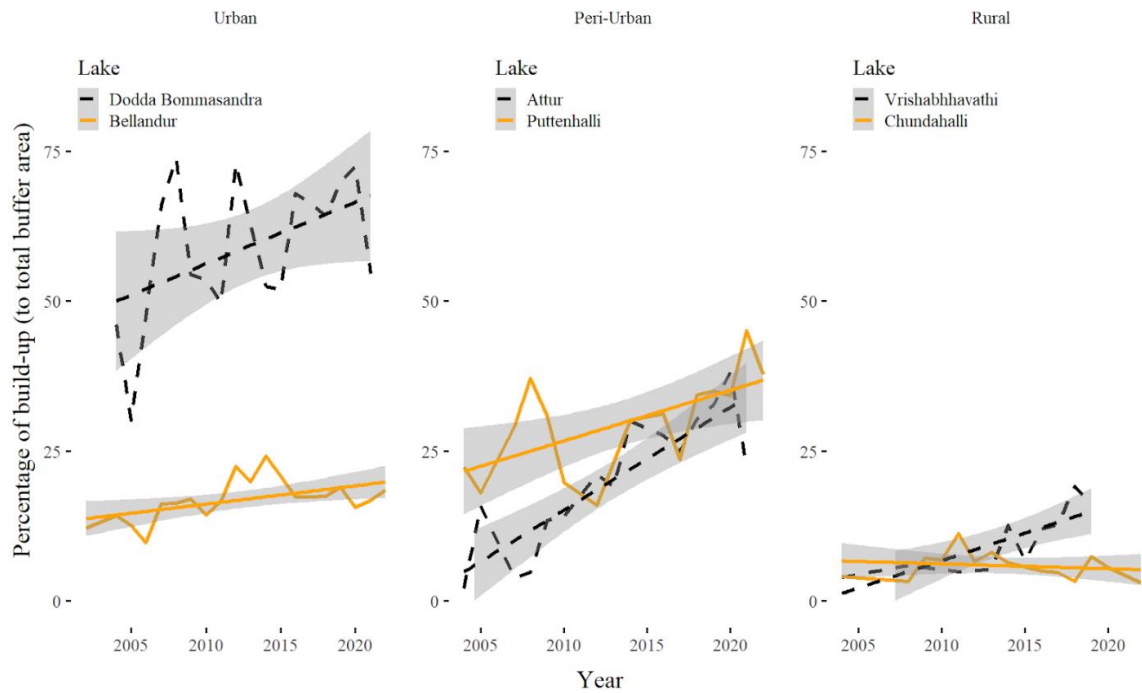 Urban
Peri-Urban
Rural
Lake
Dodda Bommasandra
Bellandur
Lake
Attur
Puttenhalli
Lake
Vrishabhhavathi
Chundahalli
Percentage of build-up (to total buffer area)
75
50
25
0
75
50
25
0
75
50
25
0
2005 2010 2015 2020
2005 2010 2015 2020
2005 2010 2015 2020
Year